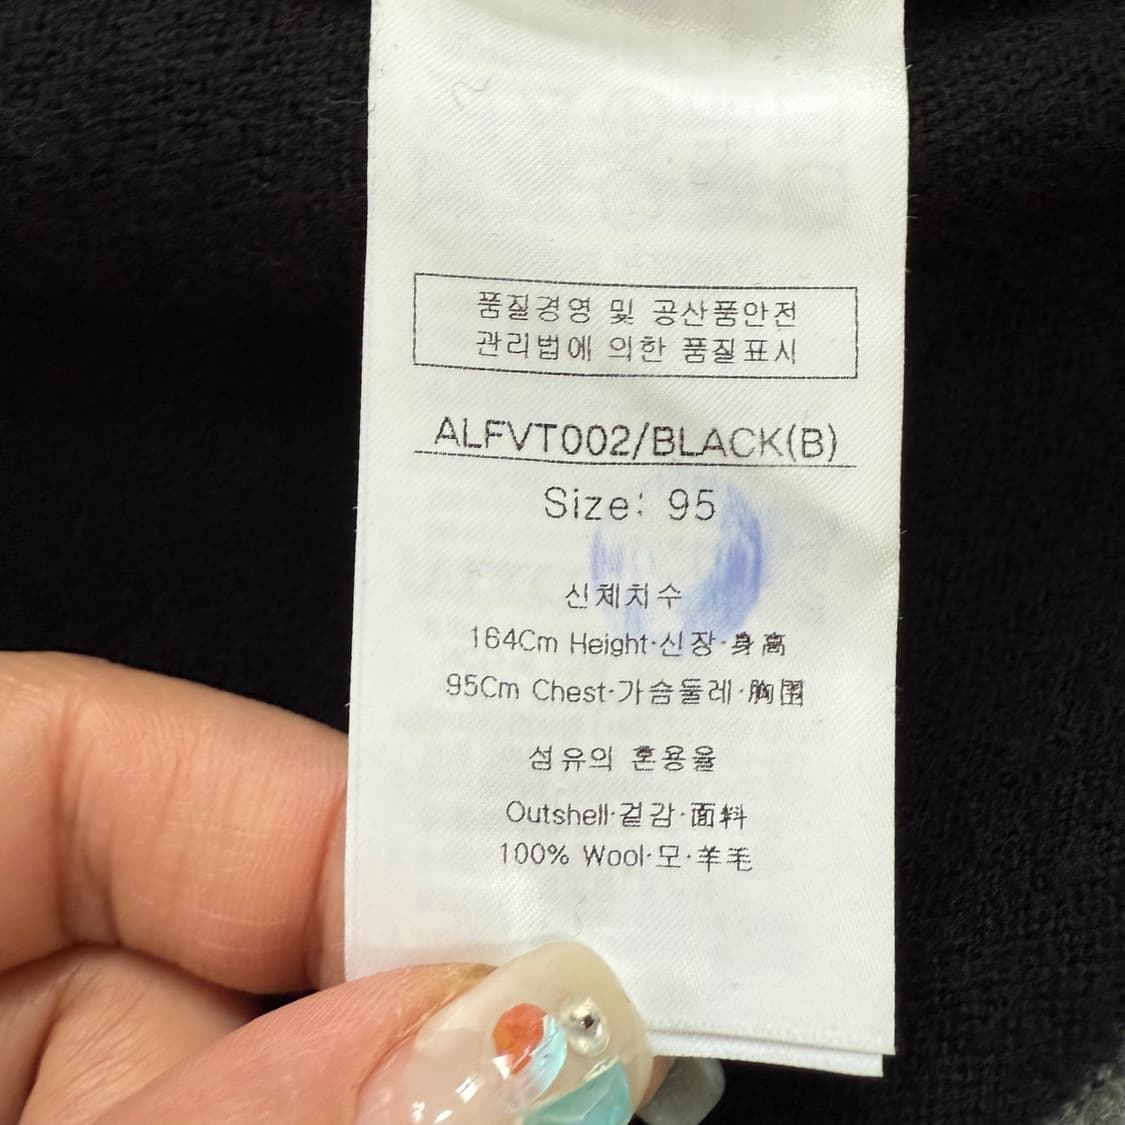 품질경영 및 공산품안전
관리법에 의한 품질표시
ALFVT002/BLACK(B)
Size: 95
신체치수
164Cm Height·신장·身高
95Cm Chest·가슴둘레·胸围
섬유의 혼용율
Outshell·겉감·面料
100% Wool·모·羊毛